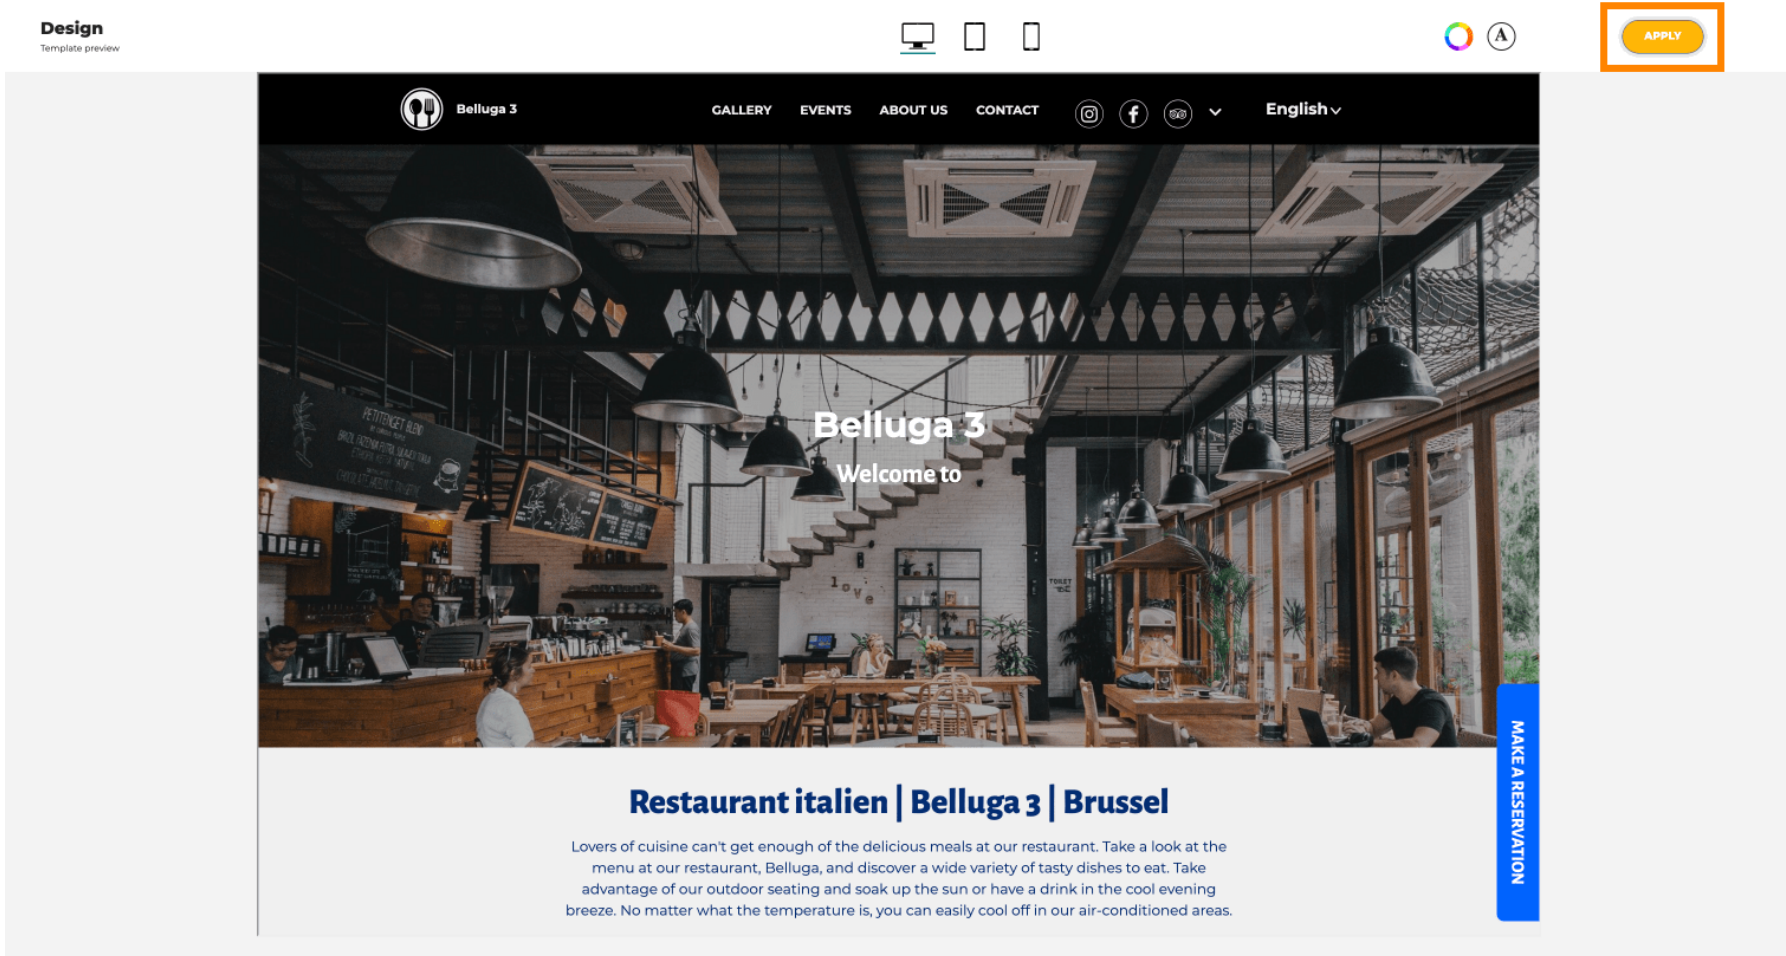 Design
Template preview
A
APPLY
Belluga 3
GALLERY EVENTS ABOUT US CONTACT
English
PETITENGET BLEND
Belluga 3
Welcome to
love
TOILET
MAKE A RESERVATION
Restaurant italien | Belluga 3 | Brussel
Lovers of cuisine can't get enough of the delicious meals at our restaurant. Take a look at the
menu at our restaurant, Belluga, and discover a wide variety of tasty dishes to eat. Take
advantage of our outdoor seating and soak up the sun or have a drink in the cool evening
breeze. No matter what the temperature is, you can easily cool off in our air-conditioned areas.